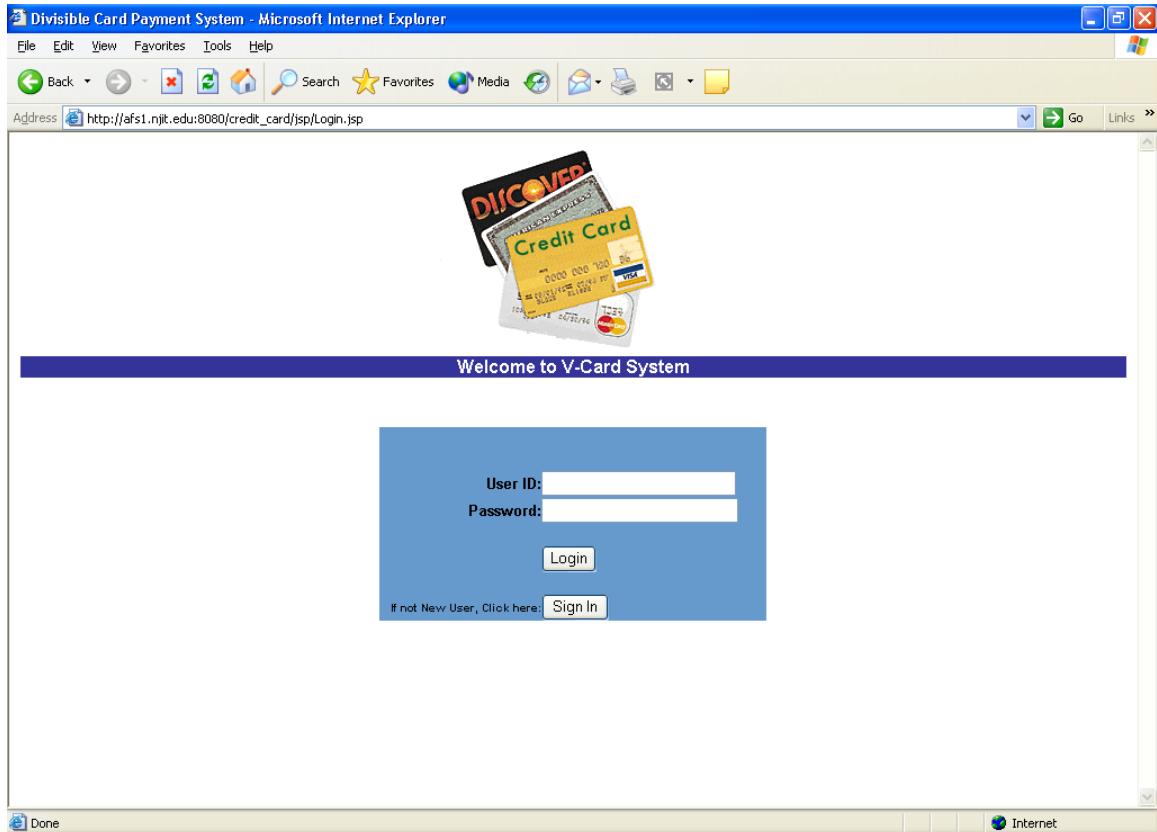 Divisible Card Payment System - Microsoft Internet Explorer
File Edit View Favorites Tools Help
Back Search Favorites Media
Address http://afs1.njit.edu:8080/credit_card/jsp/Login.jsp Go Links »
DISCOVER
AMERICAN EXPRESS
Credit Card
VISA
Welcome to V-Card System
User ID:
Password:
Login
If not New User, Click here: Sign In
Done Internet